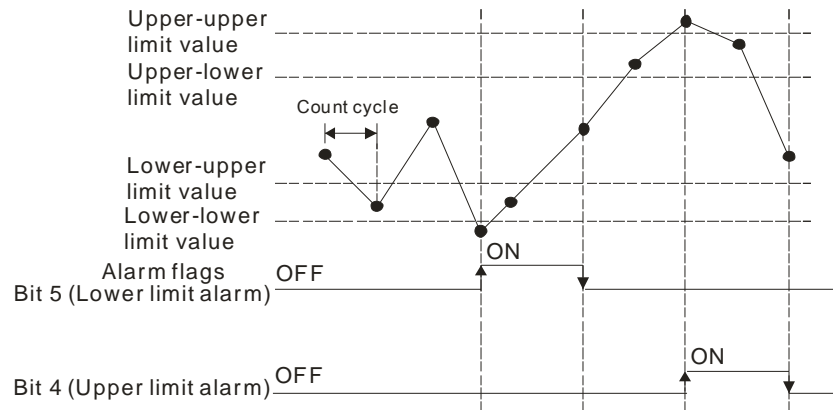 Upper-upper
limit value
Upper-lower
limit value
Count cycle
Lower-upper
limit value
Lower-lower
limit value
ON
Alarm flags
OFF
Bit 5 (Lower limit alarm)
ON
OFF
Bit 4 (Upper limit alarm)